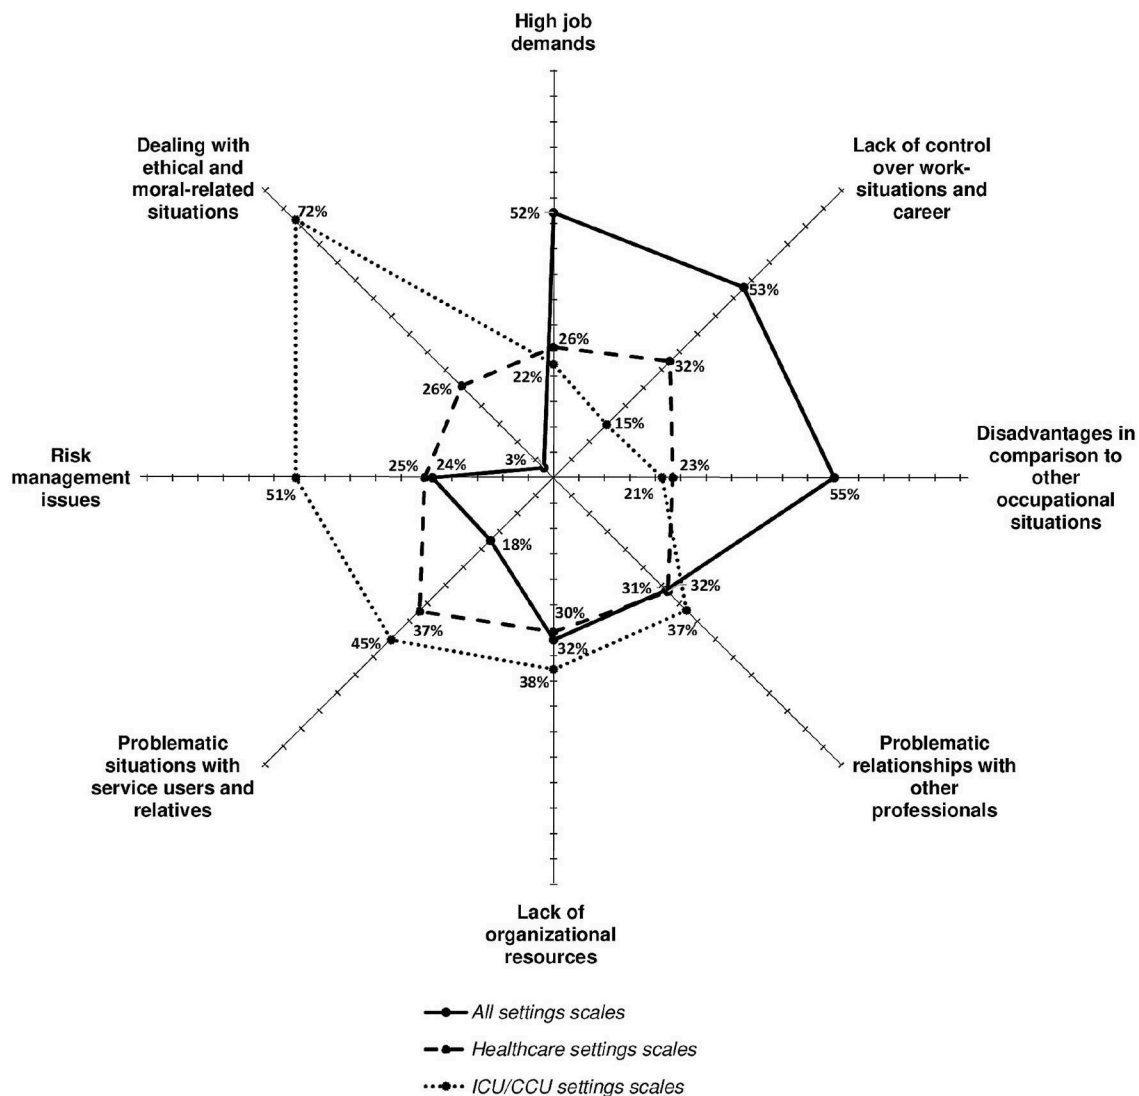 High job
demands
Dealing with
ethical and
moral-related
situations
Lack of control
over work-
situations and
career
72%
52%
53%
26%
32%
22%
26%
15%
Disadvantages in
comparison to
other
occupational
situations
Risk
management
issues
3%
25%
24%
23%
51%
21%
55%
18%
31%
32%
30%
37%
37%
45%
32%
38%
Problematic
situations with
service users and
relatives
Problematic
relationships with
other
professionals
Lack of
organizational
resources
All settings scales
Healthcare settings scales
ICU/CCU settings scales